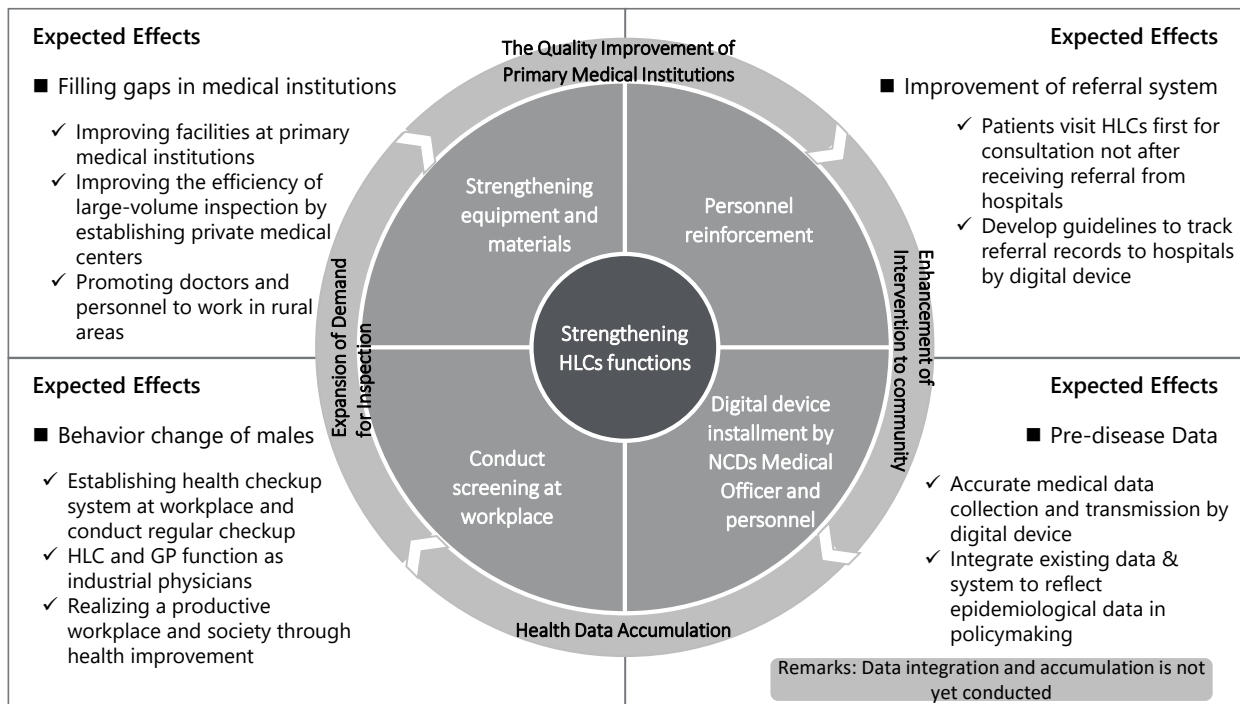 Expected Effects
■ Filling gaps in medical institutions
✓ Improving facilities at primary
medical institutions
✓ Improving the efficiency of
large-volume inspection by
establishing private medical
centers
✓ Promoting doctors and
personnel to work in rural
areas
The Quality Improvement of
Primary Medical Institutions
Expected Effects
■ Improvement of referral system
✓ Patients visit HLCs first for
consultation not after
receiving referral from
hospitals
✓ Develop guidelines to track
referral records to hospitals
by digital device
Strengthening
equipment and
materials
Personnel
reinforcement
Strengthening
HLCs functions
Expansion of Demand
for Inspection
Enhancement of
Intervention to community
Conduct
screening at
workplace
Digital device
installment by
NCDs Medical
Officer and
personnel
Health Data Accumulation
Expected Effects
■ Behavior change of males
✓ Establishing health checkup
system at workplace and
conduct regular checkup
✓ HLC and GP function as
industrial physicians
✓ Realizing a productive
workplace and society through
health improvement
Expected Effects
■ Pre-disease Data
✓ Accurate medical data
collection and transmission by
digital device
✓ Integrate existing data &
system to reflect
epidemiological data in
policymaking
Remarks: Data integration and accumulation is not
yet conducted